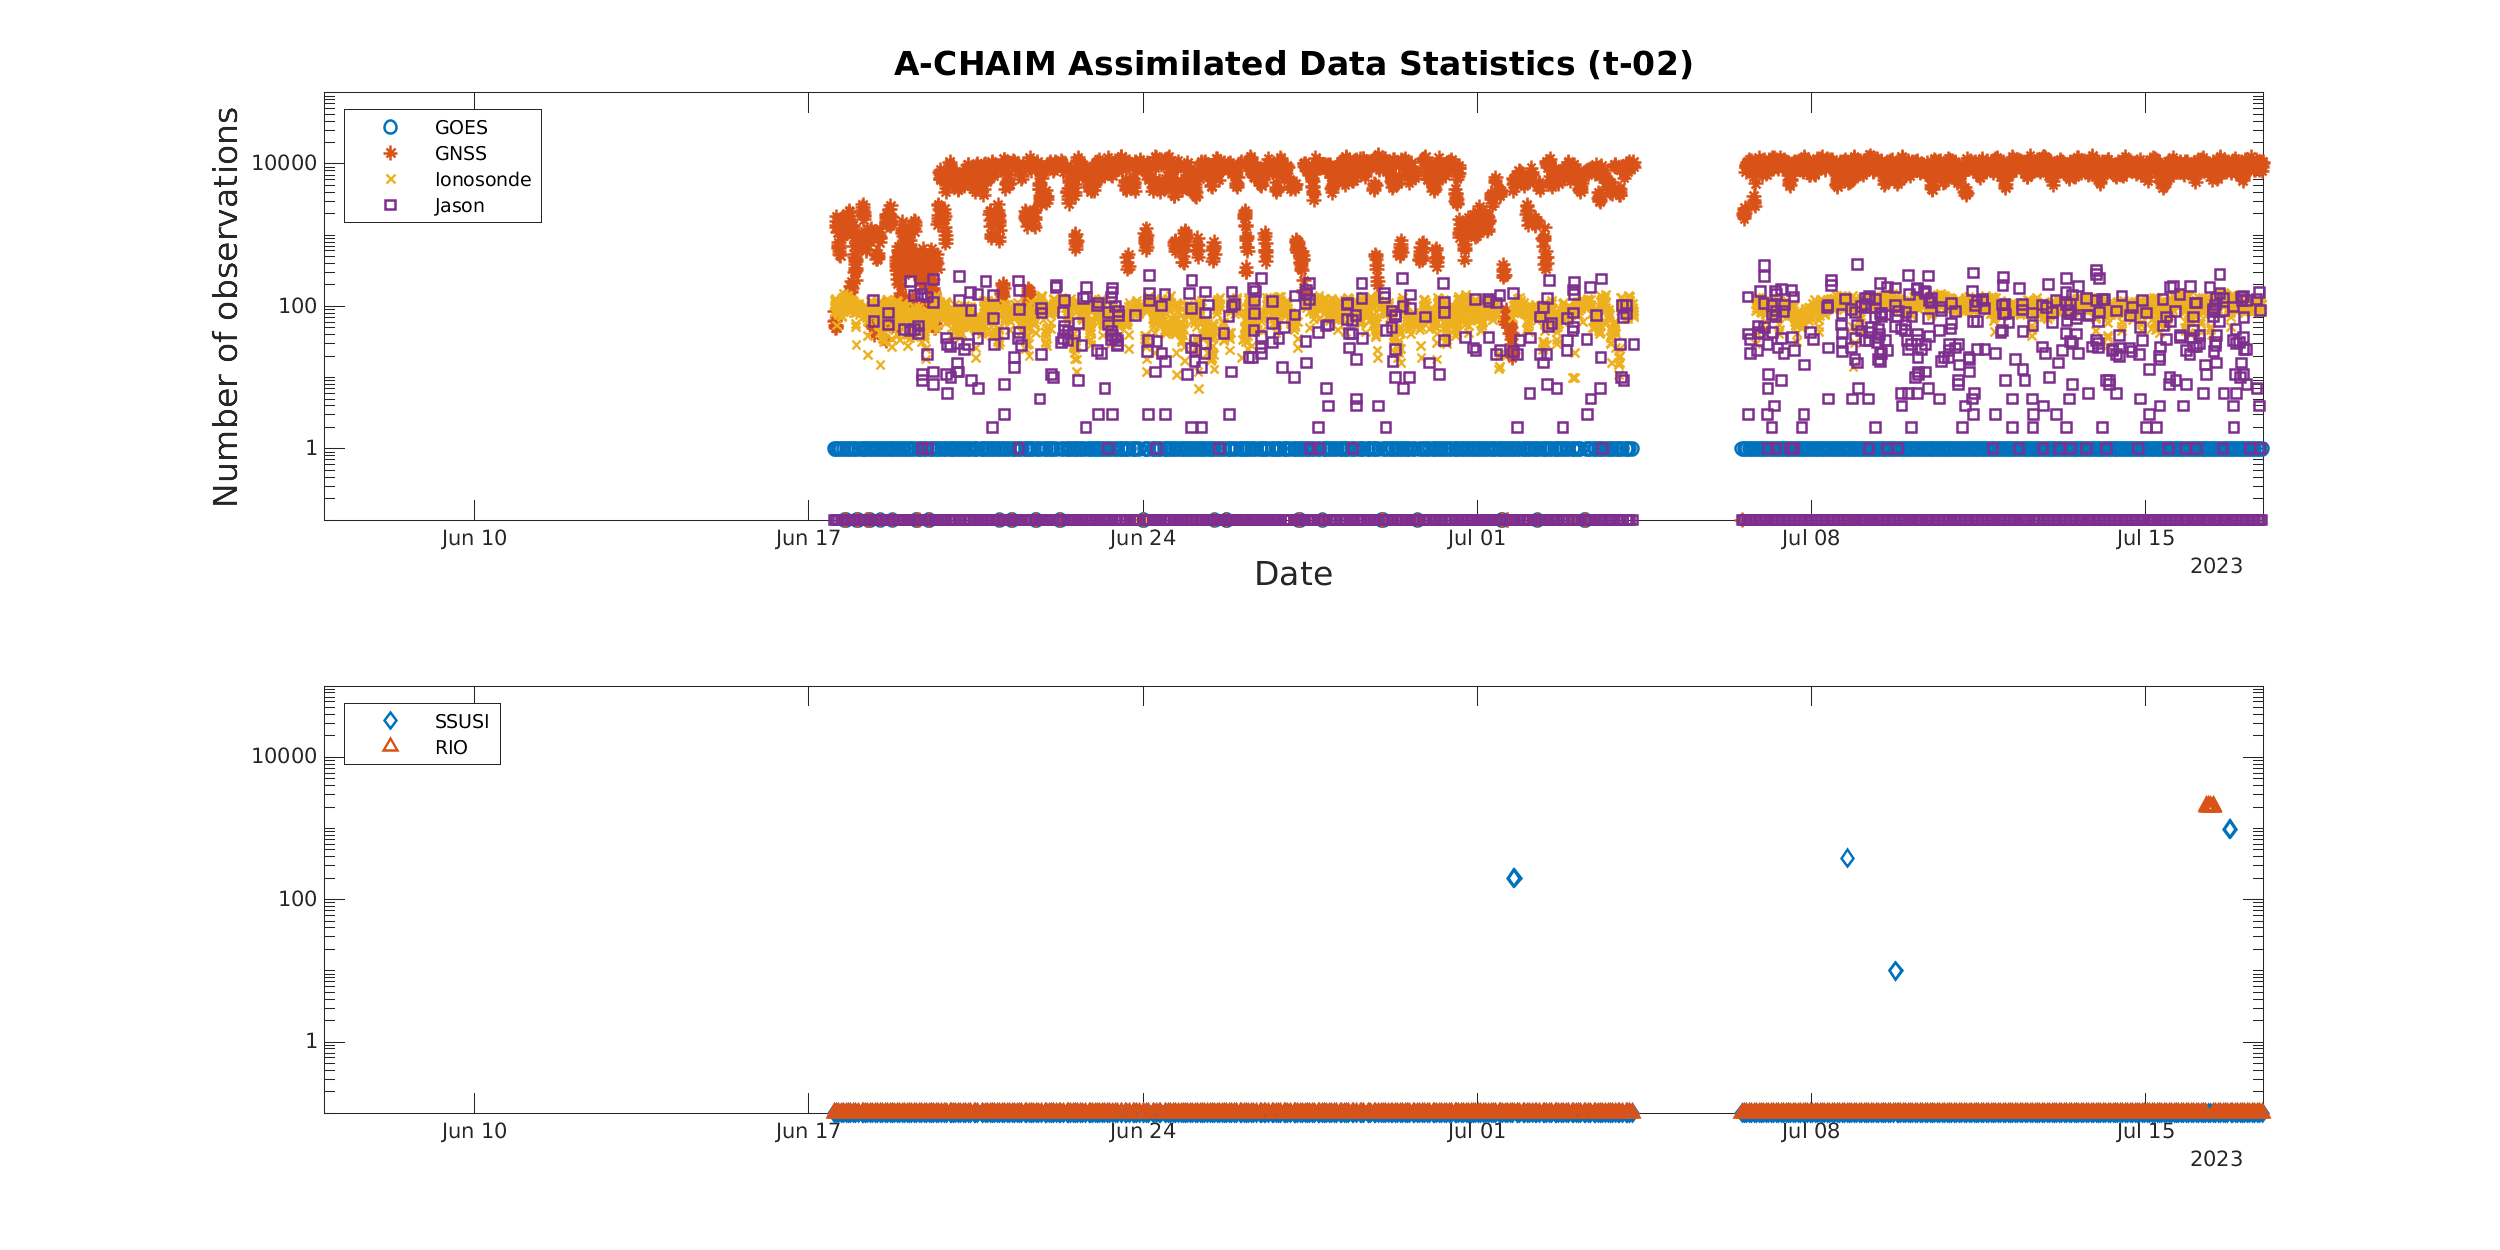 A-CHAIM Assimilated Data Statistics (t-02)
Number of observations
10000
100
1
GOES
GNSS
Ionosonde
Jason
Jun 10
Jun 17
Jun 24
Jul 01
Jul 08
Jul 15
2023
Date
10000
100
1
SSUSI
RIO
Jun 10
Jun 17
Jun 24
Jul 01
Jul 08
Jul 15
2023